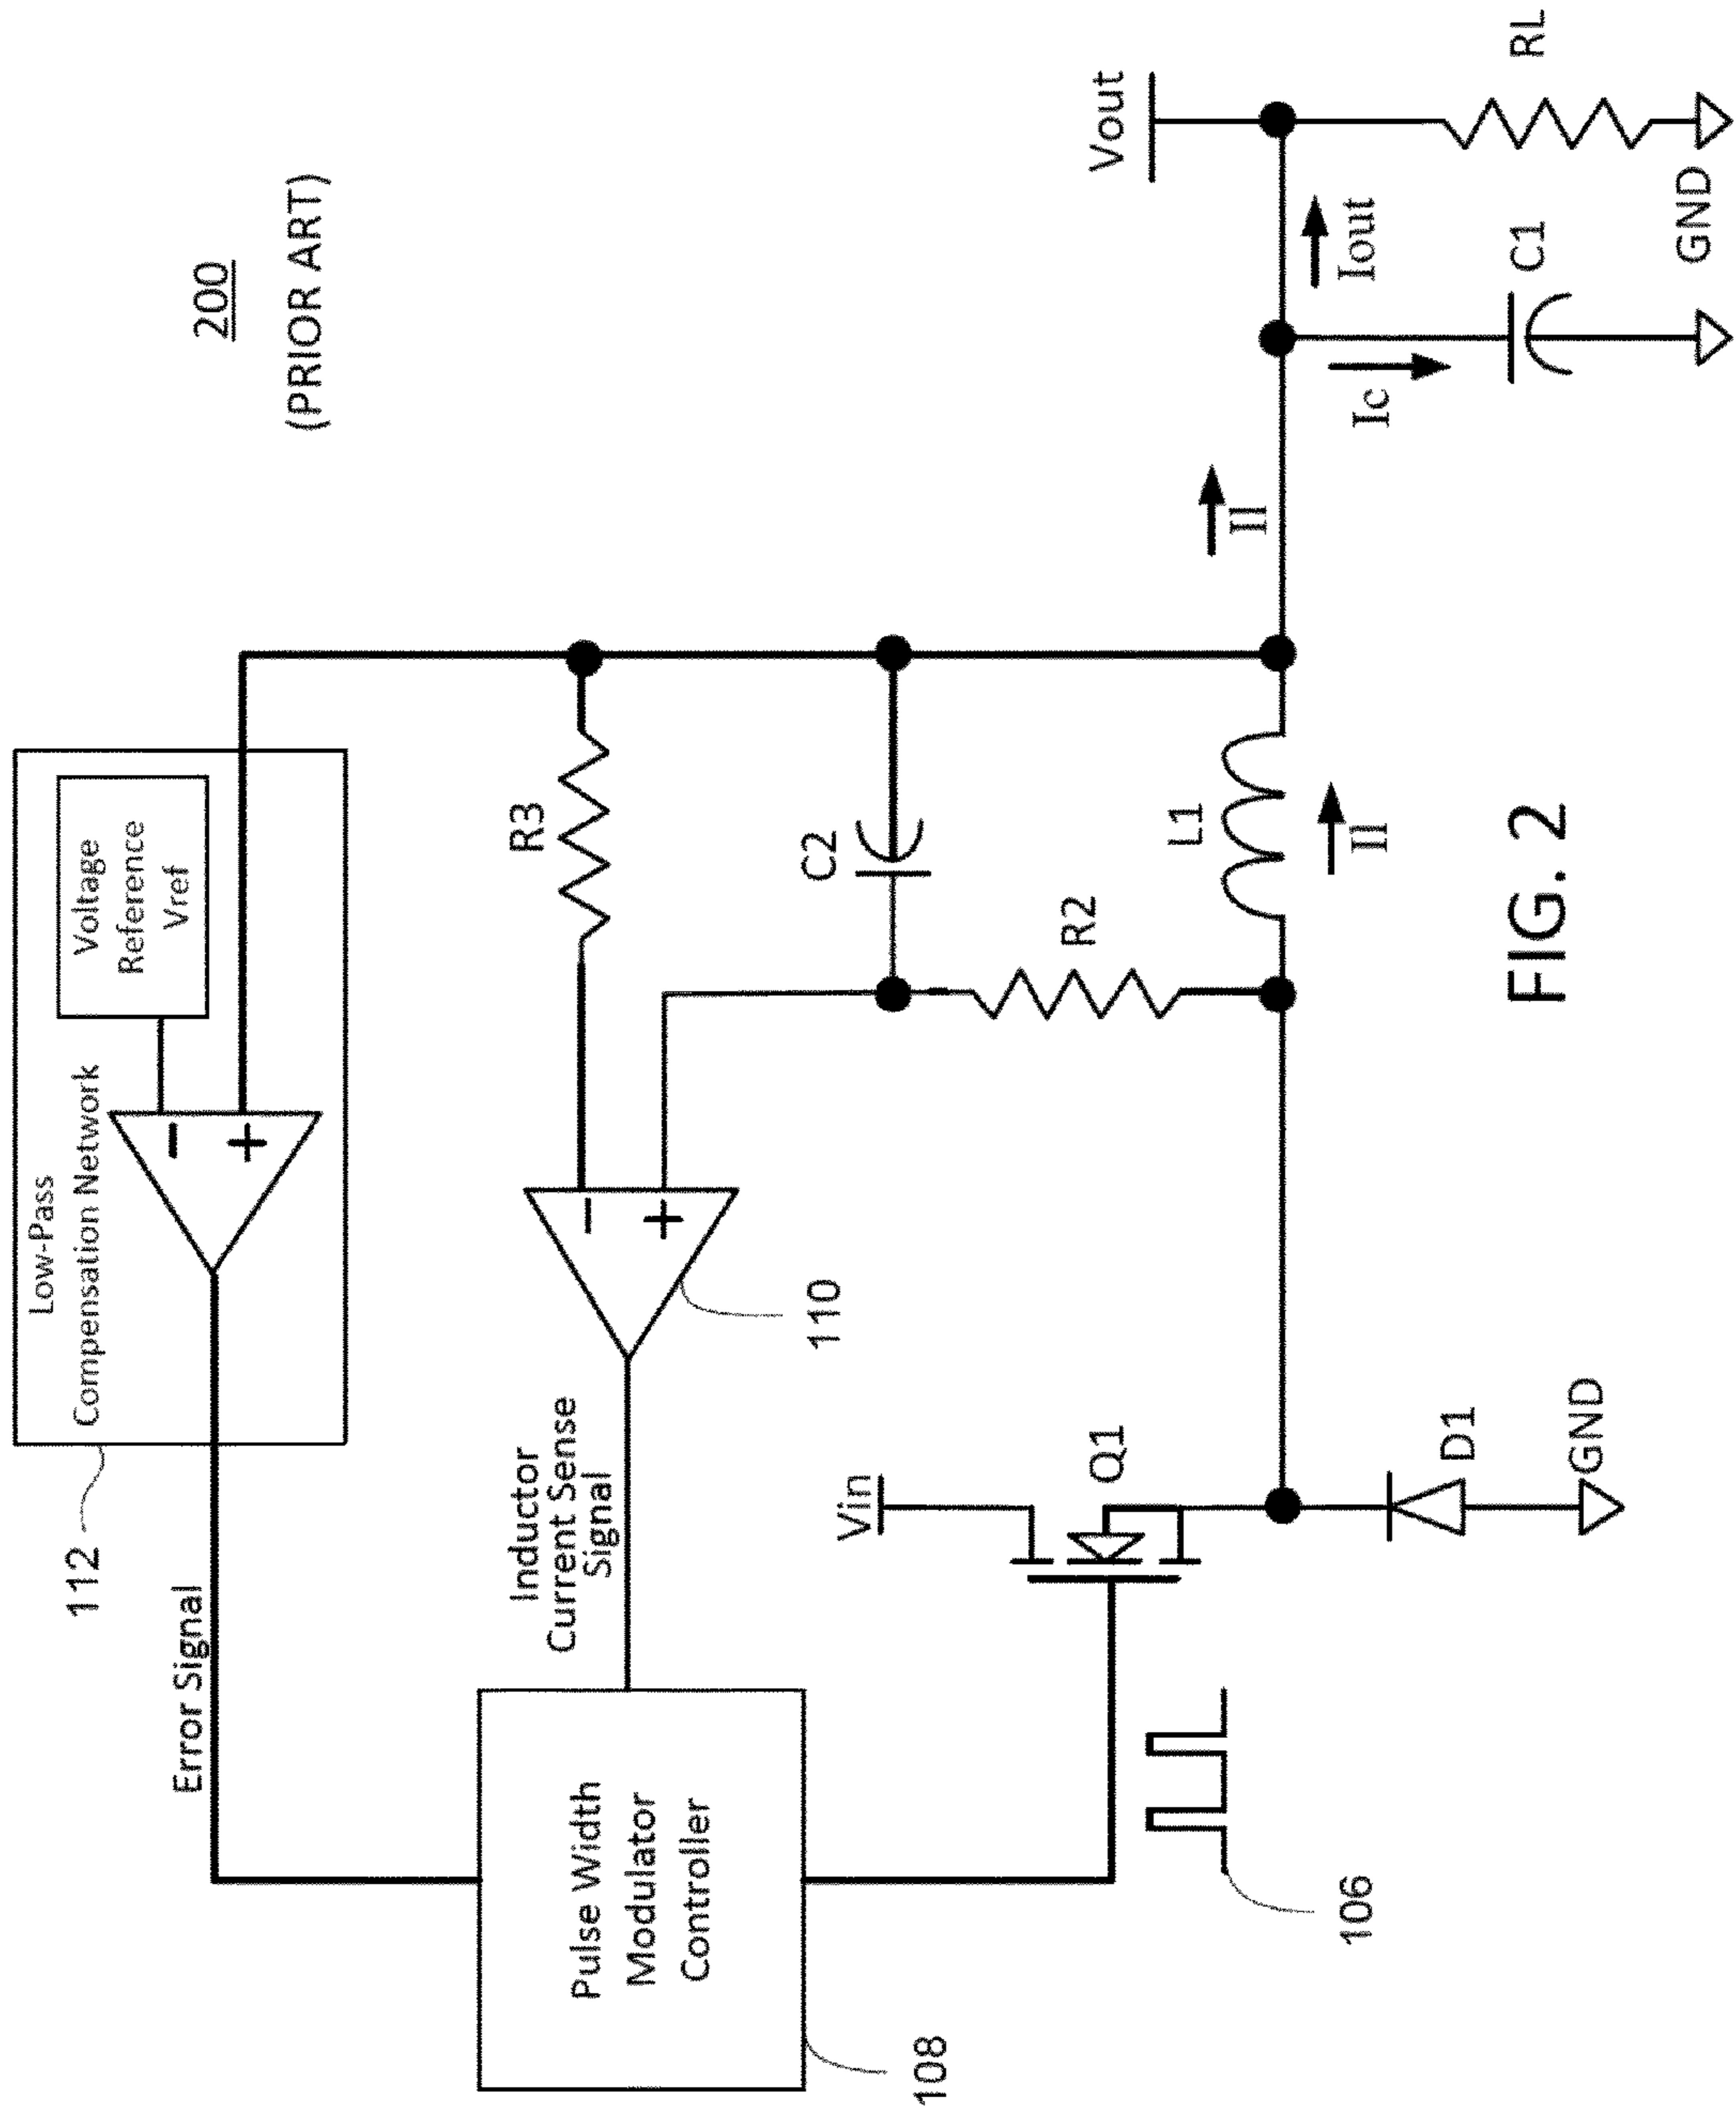 200
(PRIOR ART)
Low-Pass
Compensation Network
Voltage
Reference
Vref
−
+
112
Error Signal
R3
−
+
110
Inductor
Current Sense
Signal
C2
R2
L1
Il
Il
Vout
Iout
Ic
C1
RL
GND
Pulse Width
Modulator
Controller
108
Vin
Q1
106
D1
GND
FIG. 2